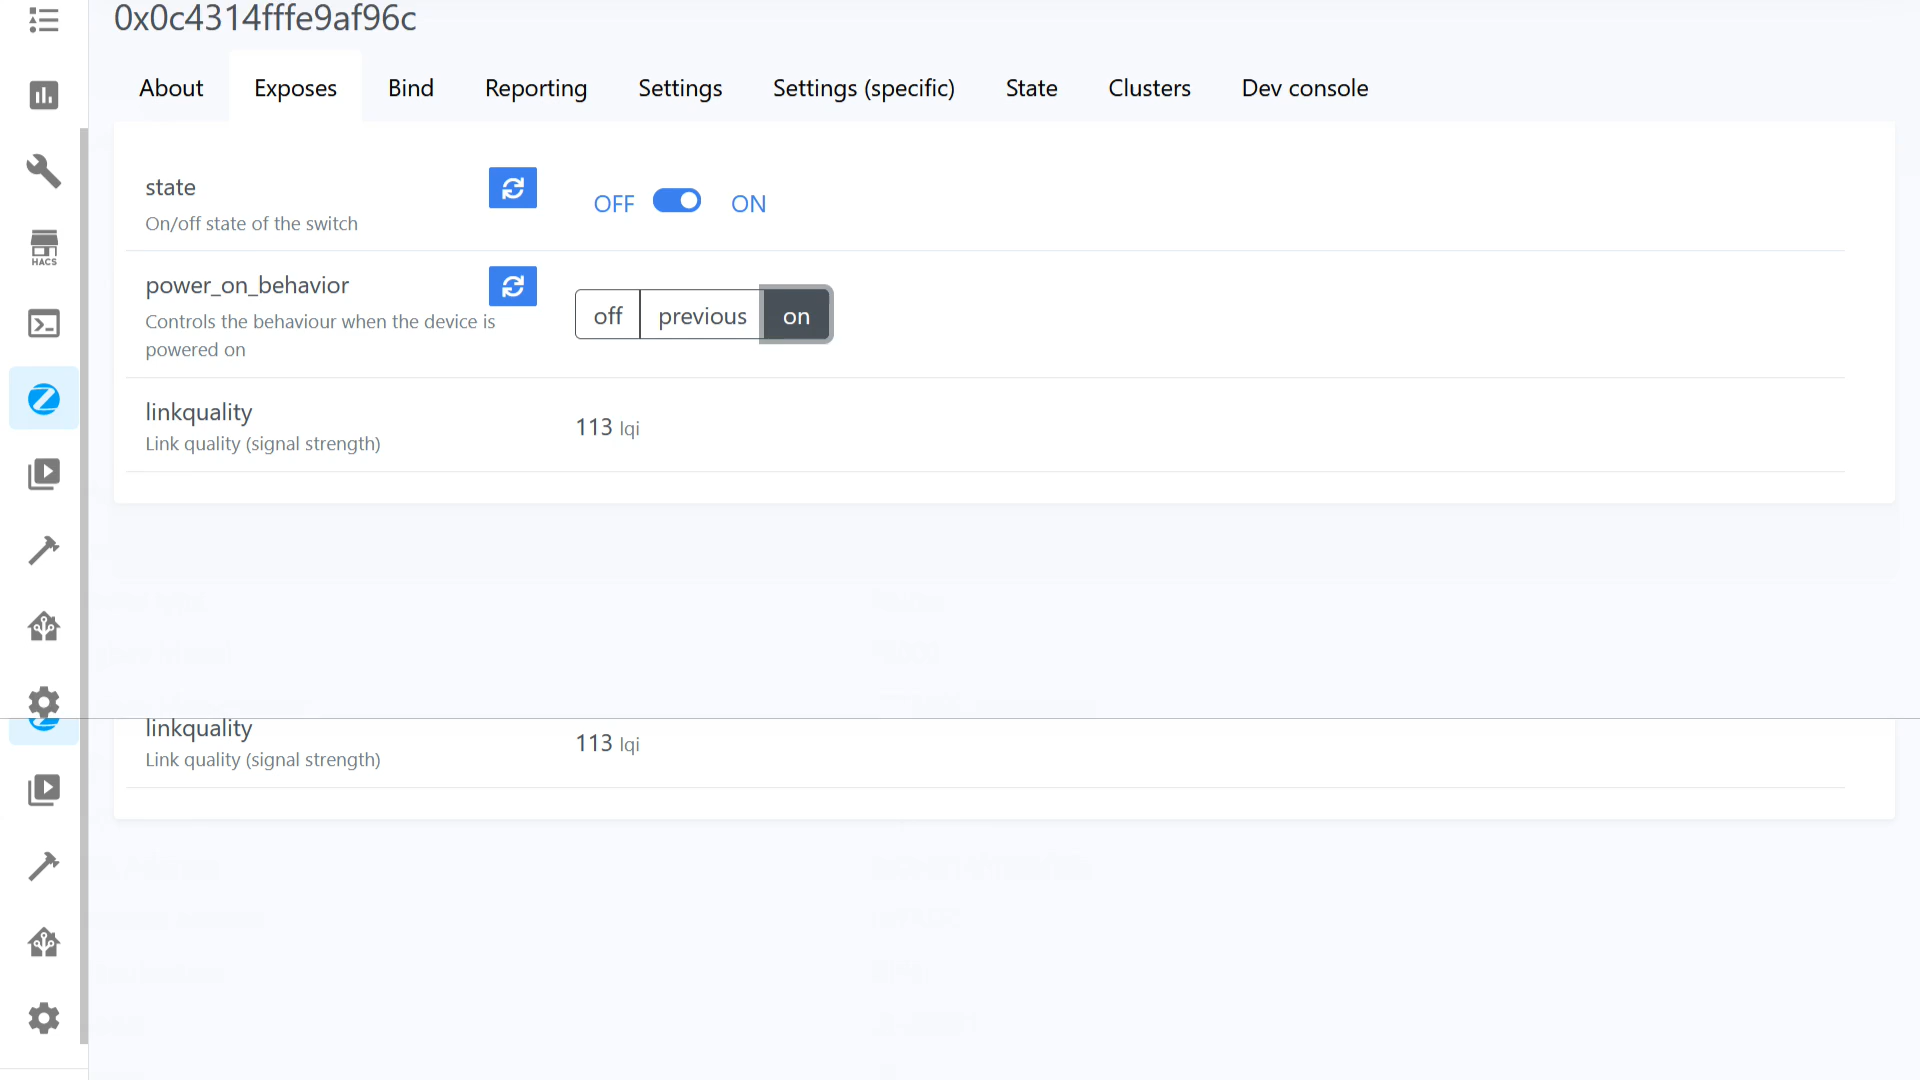 0x0c4314fffe9af96c
About Exposes Bind Reporting Settings Settings (specific) State Clusters Dev console
state
On/off state of the switch
OFF ON
power_on_behavior
Controls the behaviour when the device is
powered on
off previous on
linkquality
Link quality (signal strength)
113 lqi
HACS
linkquality
Link quality (signal strength)
113 lqi